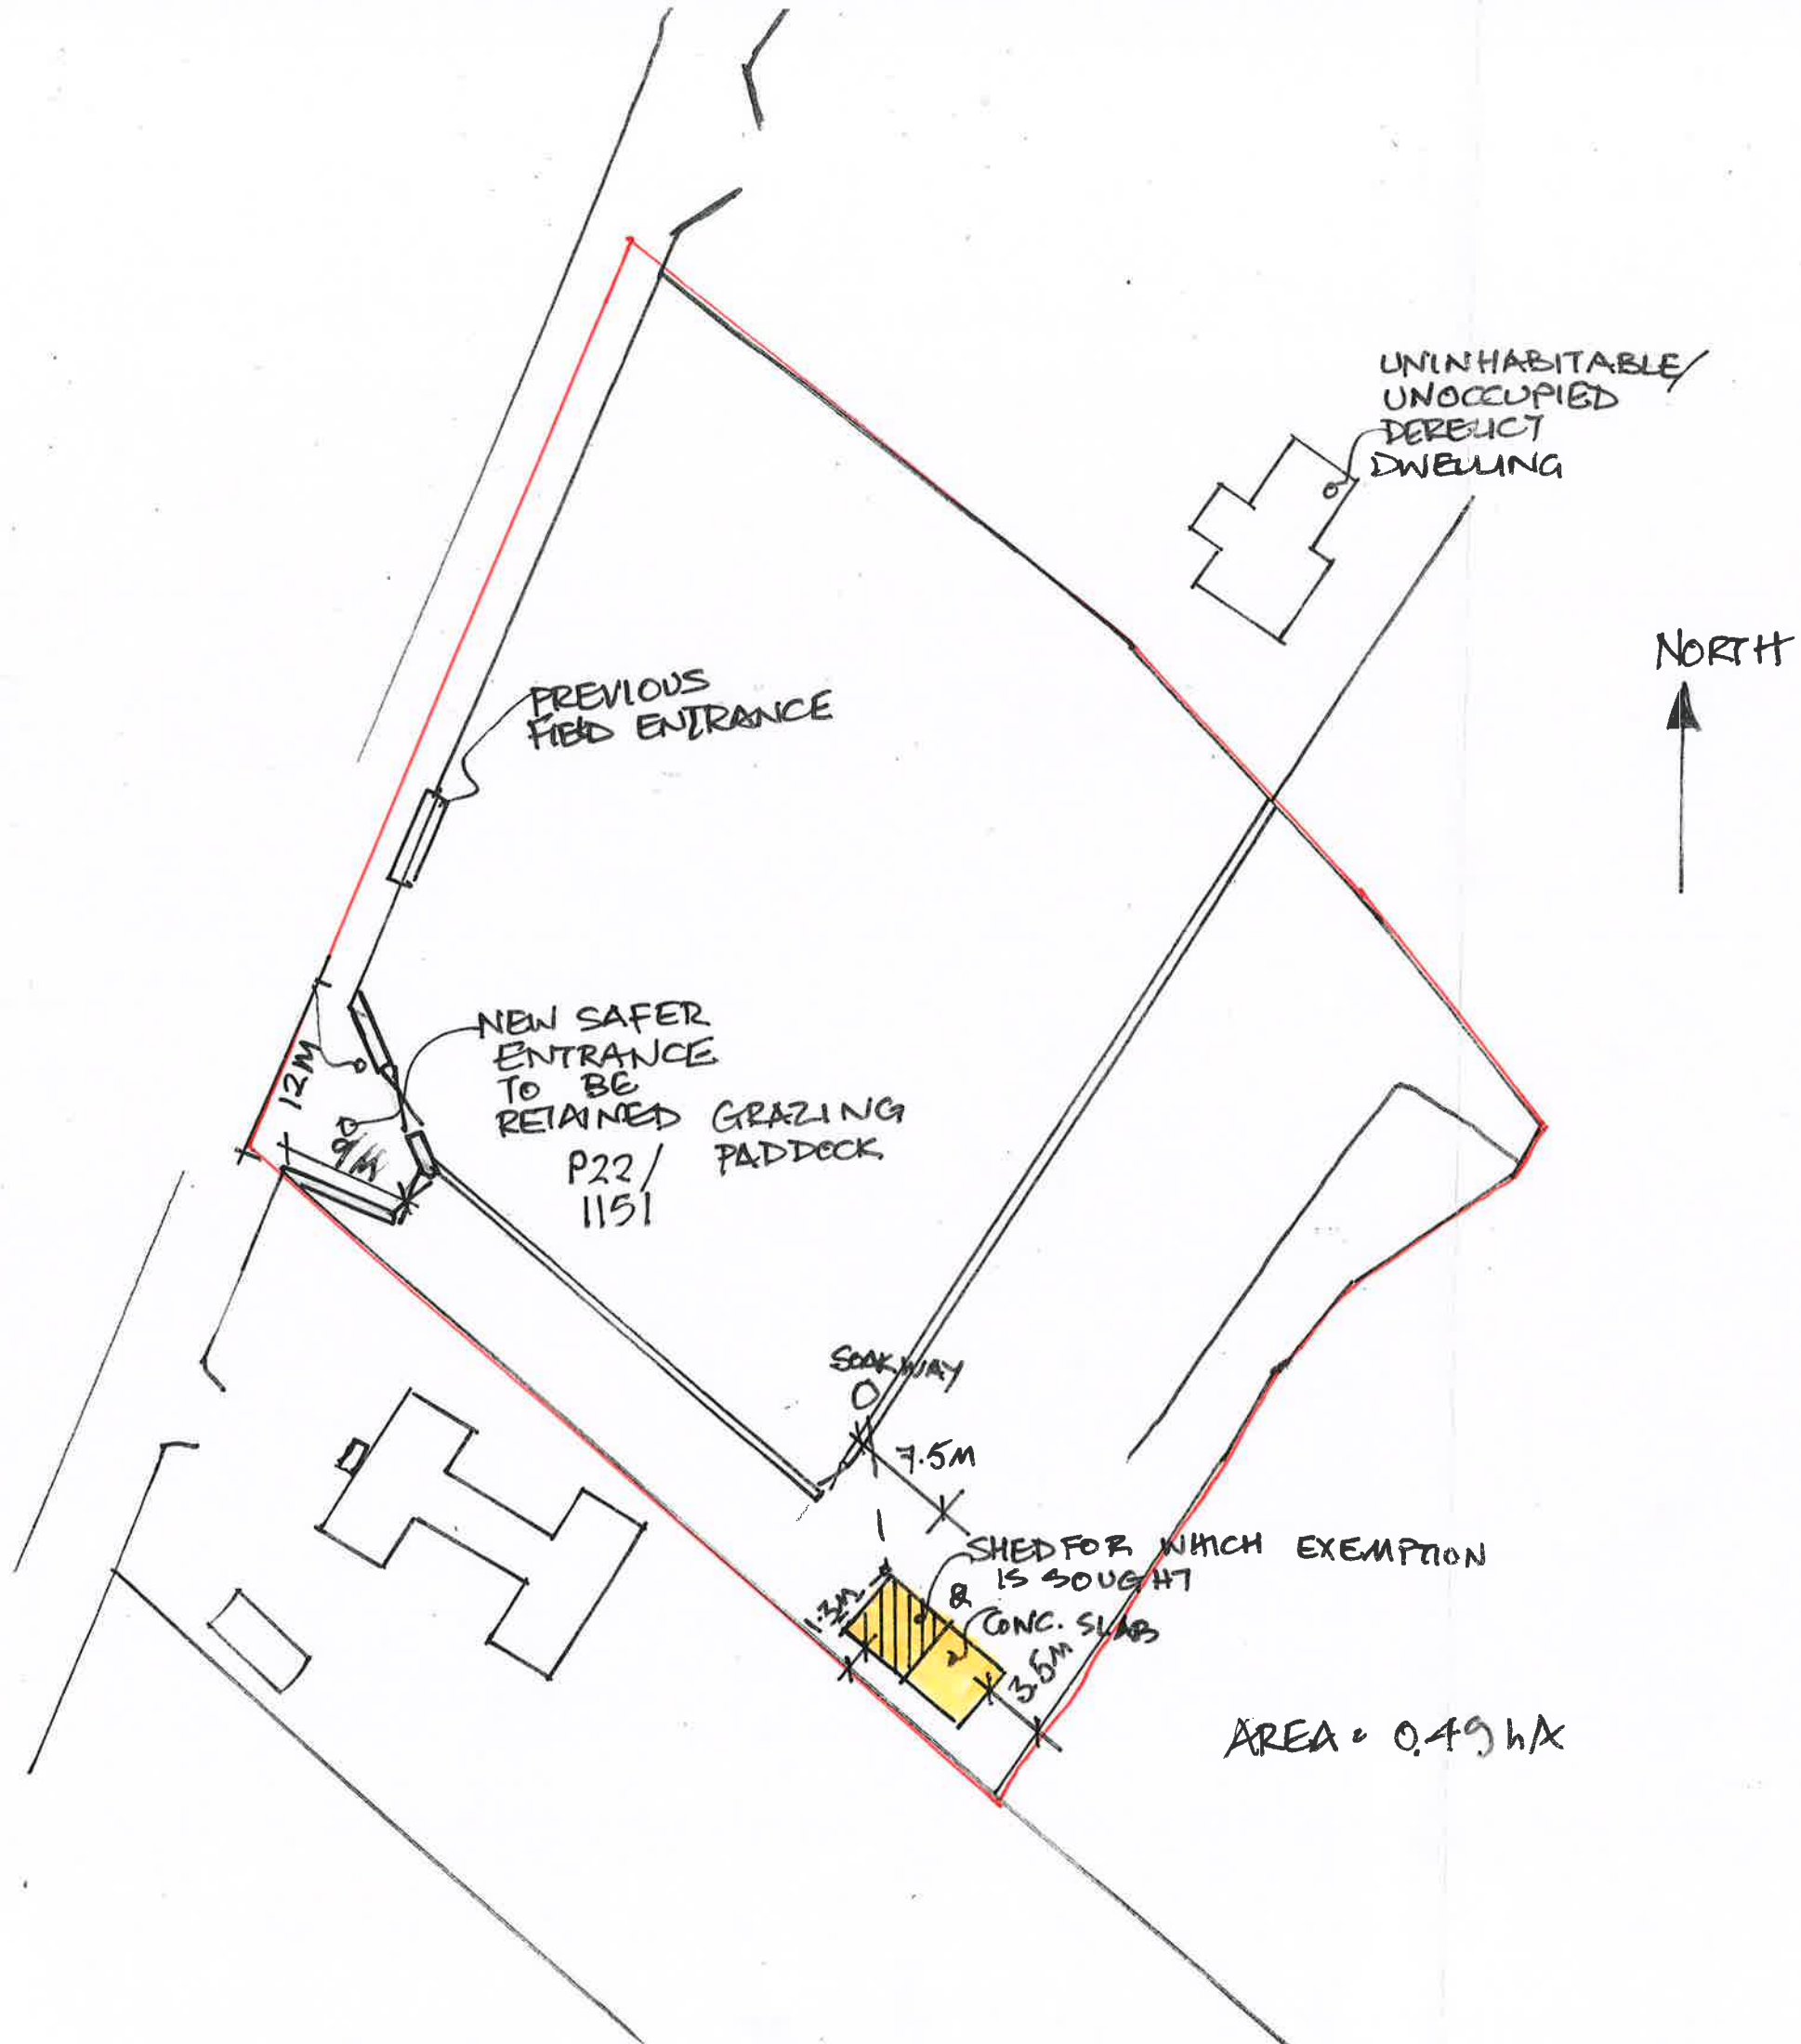 UNINHABITABLE/
UNOCCUPIED
DERELICT
DWELLING
NORTH
PREVIOUS
FIELD ENTRANCE
NEW SAFER
ENTRANCE
TO BE
RETAINED
P22/
1151
GRAZING
PADDOCK
12M
9M
SOAKWAY
7.5M
SHED FOR WHICH EXEMPTION
IS SOUGHT
&
CONC. SLAB
1.3M
3.5M
AREA = 0.49 hA